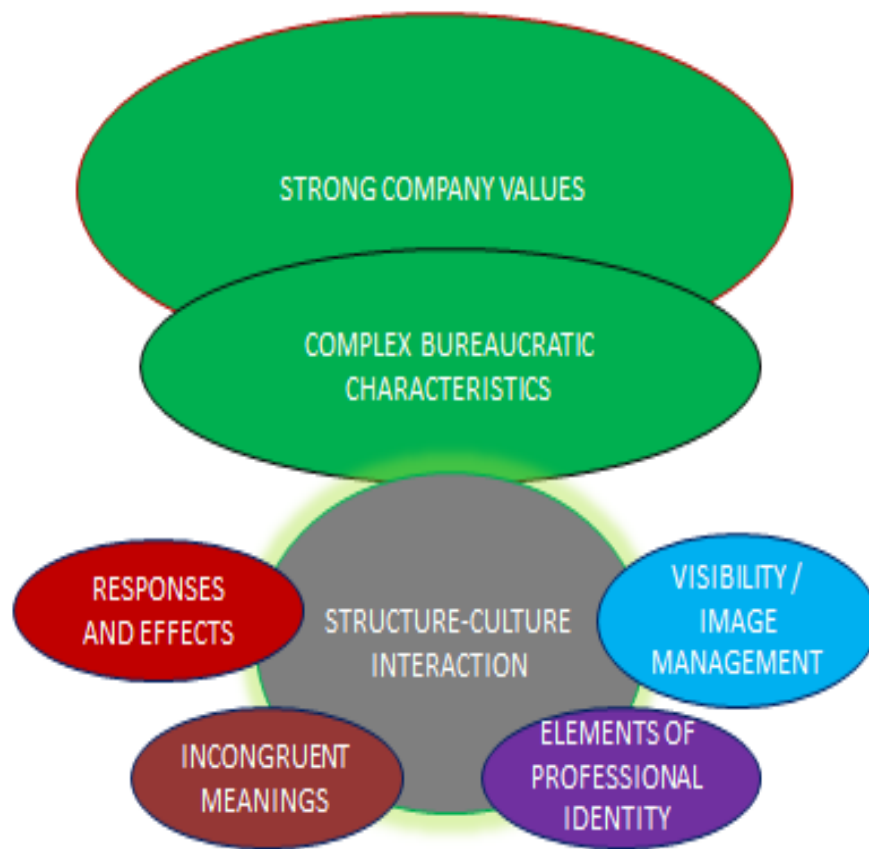 STRONG COMPANY VALUES
COMPLEX BUREAUCRATIC
CHARACTERISTICS
RESPONSES
AND EFFECTS
STRUCTURE-CULTURE
INTERACTION
VISIBILITY /
IMAGE
MANAGEMENT
INCONGRUENT
MEANINGS
ELEMENTS OF
PROFESSIONAL
IDENTITY